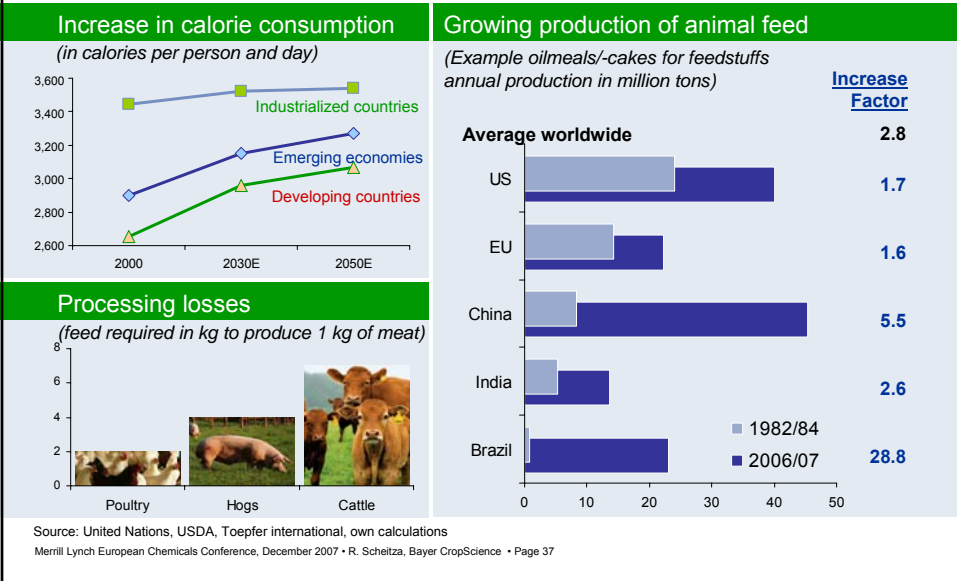 Increase in calorie consumption
(in calories per person and day)
3,600
3,400
3,200
3,000
2,800
2,600
Industrialized countries
Emerging economies
Developing countries
2000
2030E
2050E
Processing losses
(feed required in kg to produce 1 kg of meat)
8
6
4
2
0
Poultry
Hogs
Cattle
Growing production of animal feed
(Example oilmeals/-cakes for feedstuffs
annual production in million tons)
Increase
Factor
Average worldwide 2.8
US 1.7
EU 1.6
China 5.5
India 2.6
Brazil 28.8
1982/84
2006/07
0 10 20 30 40 50
Source: United Nations, USDA, Toepfer international, own calculations
Merrill Lynch European Chemicals Conference, December 2007 • R. Scheitza, Bayer CropScience • Page 37